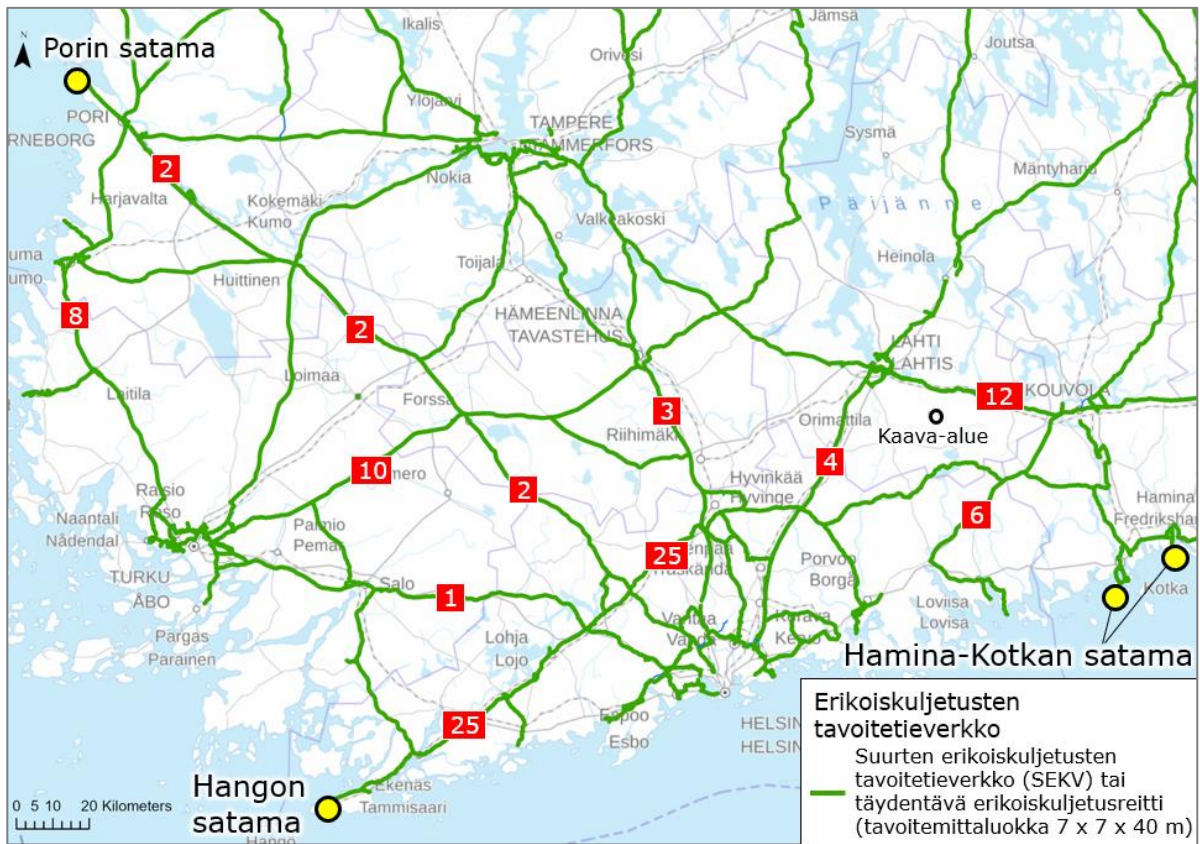 N
Porin satama
Ikalis
Jämsä
Orivesi
Joutsa
PORI
RNEBORG
Ylöjärvi
TAMPERE
TAMMERFORS
Sysmä
Mäntyharju
2
Harjavalta
Kokemäki
Kumo
Nokia
Valkeakoski
Päijänne
uma
umo
Huittinen
Toijala
Heinola
8
2
HÄMEENLINNA
TAVASTEHUS
LAHTI
LAHTIS
Laitila
Loimaa
Forssa
3
12
KOUVOLA
Riihimäki
Orimattila
Kaava-alue
10
mero
2
4
Hyvinkää
Hyvinge
Raisio
Reso
Naantali
Nådendal
Paimio
Pemar
6
Hamina
Fredriksha
TURKU
ÅBO
Salo
1
25
Porvoo
Borgå
Kotka
Pargas
Parainen
Lohja
Lojo
Vantaa
Vanda
Kerava
Kervo
Loviisa
Lovisa
Hamina-Kotkan satama
25
Espoo
Esbo
HELSIN
HELSIN
Hangon
satama
Ekenäs
Tammisaari
Hango
0 5 10 20 Kilometers
Erikoiskuljetusten
tavoitetieverkko
Suurten erikoiskuljetusten
tavoitetieverkko (SEKV) tai
täydentävä erikoiskuljetusreitti
(tavoitemittaluokka 7 x 7 x 40 m)